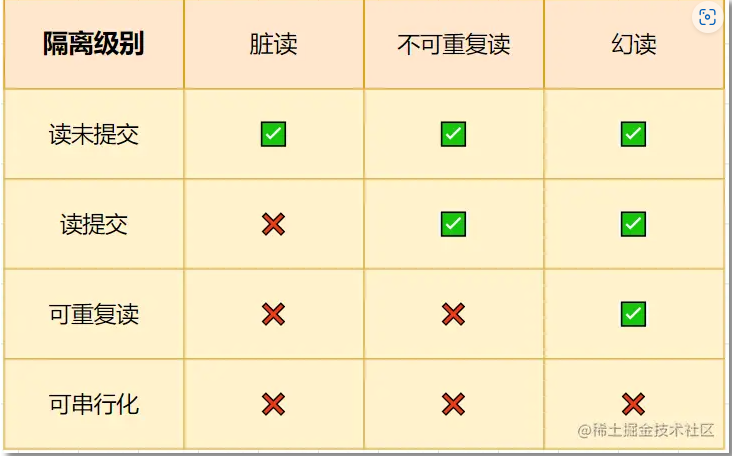 隔离级别 脏读 不可重复读 幻读
读未提交 ✅ ✅ ✅
读提交 ❌ ✅ ✅
可重复读 ❌ ❌ ✅
可串行化 ❌ ❌ ❌
@稀土掘金技术社区